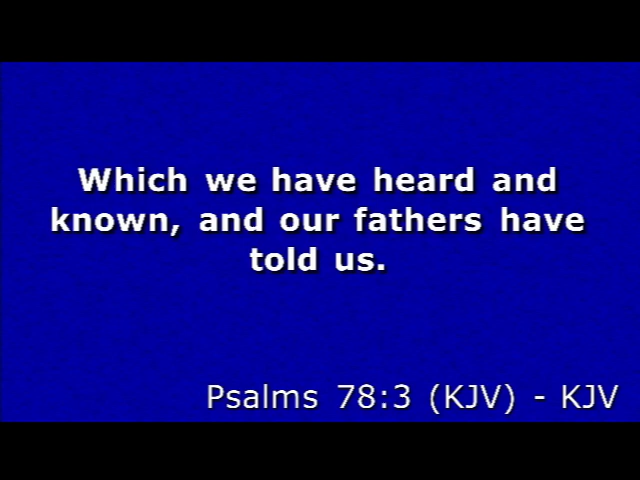 Which we have heard and
known, and our fathers have
told us.
Psalms 78:3 (KJV) - KJV